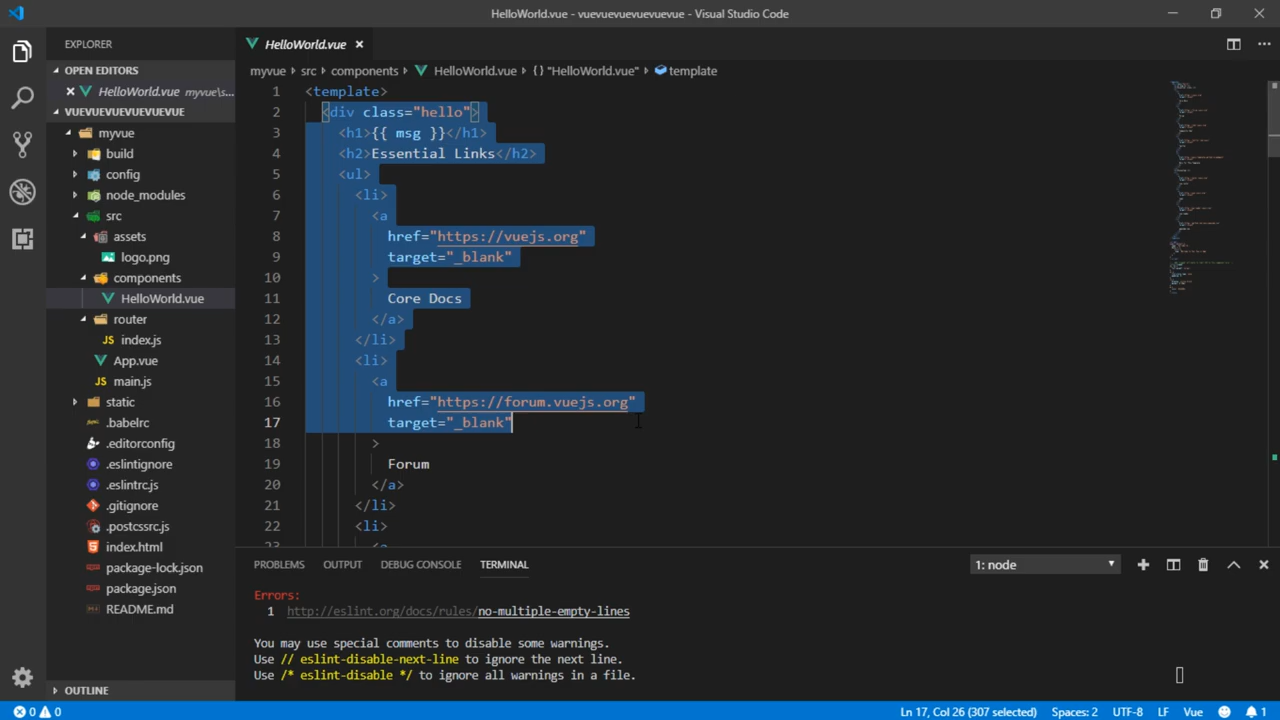 HelloWorld.vue - vuevuevuevuevuevue - Visual Studio Code
EXPLORER
OPEN EDITORS
HelloWorld.vue myvue\s...
VUEVUEVUEVUEVUEVUE
myvue
build
config
node_modules
src
assets
logo.png
components
HelloWorld.vue
router
index.js
App.vue
main.js
static
.babelrc
.editorconfig
.eslintignore
.eslintrc.js
.gitignore
.postcssrc.js
index.html
package-lock.json
package.json
README.md
OUTLINE
HelloWorld.vue
myvue › src › components › HelloWorld.vue › {} "HelloWorld.vue" › template
1 <template>
2 <div class="hello">
3 <h1>{{ msg }}</h1>
4 <h2>Essential Links</h2>
5 <ul>
6 <li>
7 <a
8 href="https://vuejs.org"
9 target="_blank"
10 >
11 Core Docs
12 </a>
13 </li>
14 <li>
15 <a
16 href="https://forum.vuejs.org"
17 target="_blank"
18 >
19 Forum
20 </a>
21 </li>
22 <li>
23 <a
PROBLEMS OUTPUT DEBUG CONSOLE TERMINAL 1: node
Errors:
1 http://eslint.org/docs/rules/no-multiple-empty-lines
You may use special comments to disable some warnings.
Use // eslint-disable-next-line to ignore the next line.
Use /* eslint-disable */ to ignore all warnings in a file.
0 0 Ln 17, Col 26 (307 selected) Spaces: 2 UTF-8 LF Vue 1